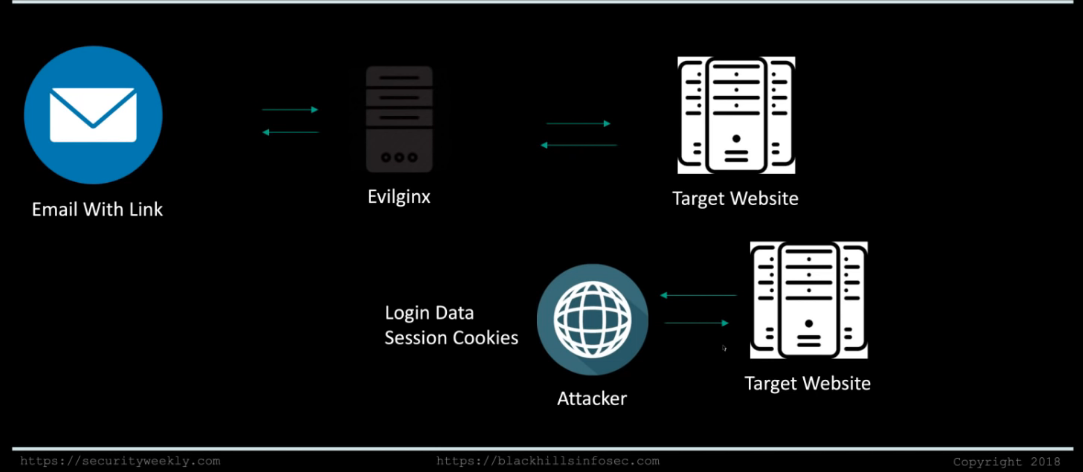 Email With Link
Evilginx
Target Website
Login Data
Session Cookies
Attacker
Target Website
https://securityweekly.com
https://blackhillsinfosec.com
Copyright 2018